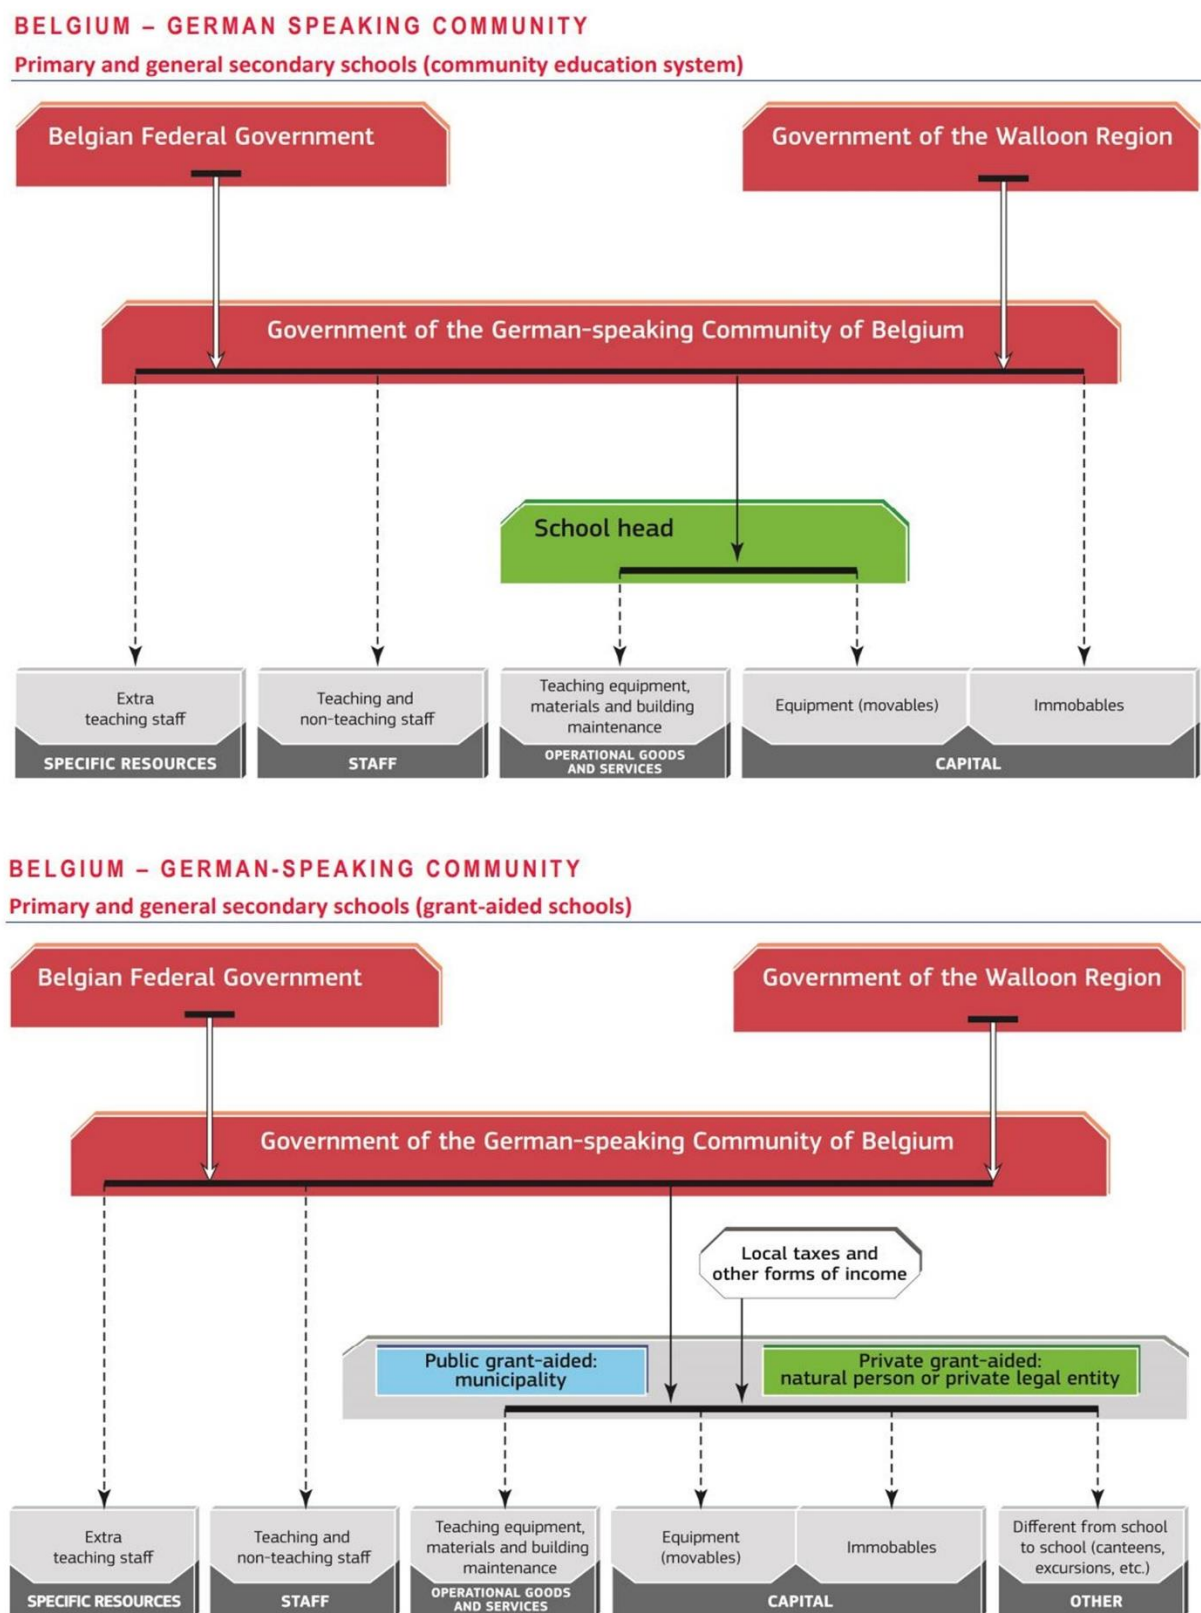 BELGIUM – GERMAN SPEAKING COMMUNITY
Primary and general secondary schools (community education system)
Belgian Federal Government
Government of the Walloon Region
Government of the German-speaking Community of Belgium
School head
Extra
teaching staff
SPECIFIC RESOURCES
Teaching and
non-teaching staff
STAFF
Teaching equipment,
materials and building
maintenance
OPERATIONAL GOODS
AND SERVICES
Equipment (movables)
Immobables
CAPITAL
BELGIUM – GERMAN-SPEAKING COMMUNITY
Primary and general secondary schools (grant-aided schools)
Belgian Federal Government
Government of the Walloon Region
Government of the German-speaking Community of Belgium
Local taxes and
other forms of income
Public grant-aided:
municipality
Private grant-aided:
natural person or private legal entity
Extra
teaching staff
SPECIFIC RESOURCES
Teaching and
non-teaching staff
STAFF
Teaching equipment,
materials and building
maintenance
OPERATIONAL GOODS
AND SERVICES
Equipment
(movables)
Immobables
CAPITAL
Different from school
to school (canteens,
excursions, etc.)
OTHER